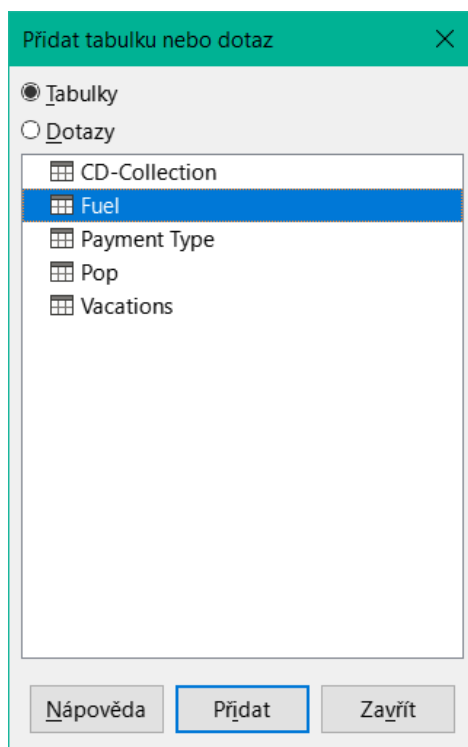 Přidat tabulku nebo dotaz
Tabulky
Dotazy
CD-Collection
Fuel
Payment Type
Pop
Vacations
Nápověda Přidat Zavřít